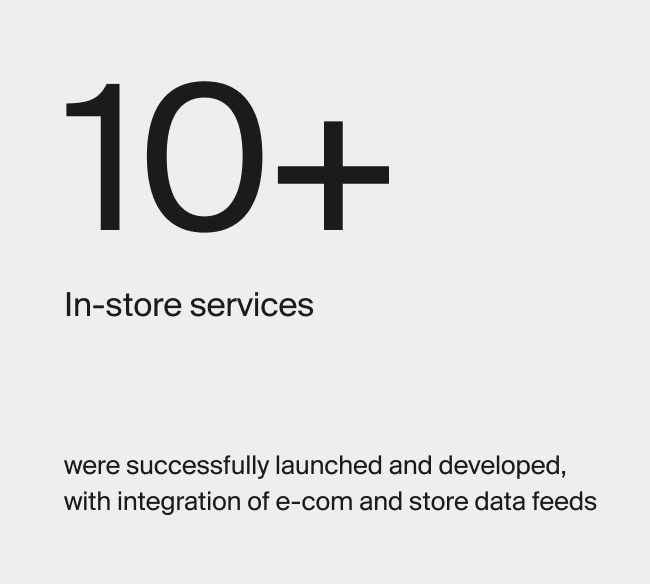 10+
In-store services
were successfully launched and developed,
with integration of e-com and store data feeds